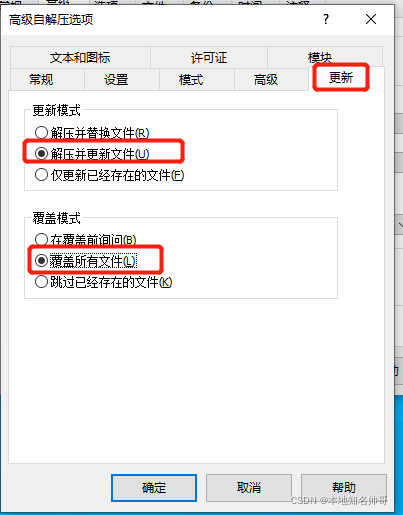 高级自解压选项
文本和图标 许可证 模块
常规 设置 模式 高级 更新
更新模式
解压并替换文件(R)
解压并更新文件(U)
仅更新已经存在的文件(F)
覆盖模式
在覆盖前询问(B)
覆盖所有文件(L)
跳过已经存在的文件(K)
确定 取消 帮助
CSDN @本地知名帅哥